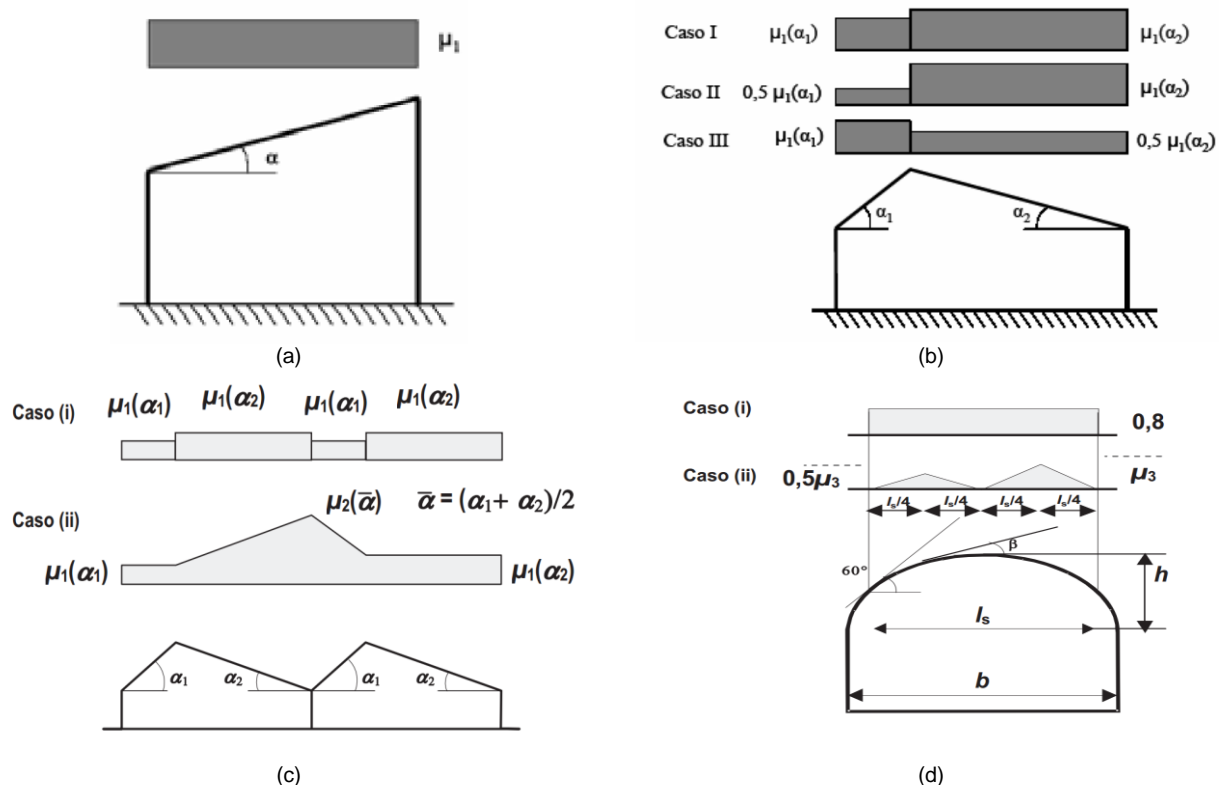 μ₁
α
(a)
Caso I μ₁(α₁) μ₁(α₂)
Caso II 0,5 μ₁(α₁) μ₁(α₂)
Caso III μ₁(α₁) 0,5 μ₁(α₂)
α₁ α₂
(b)
μ₁(α₁) μ₁(α₂) μ₁(α₁) μ₁(α₂)
Caso (i)
μ₂(ᾱ) ᾱ = (α₁+ α₂)/2
Caso (ii)
μ₁(α₁) μ₁(α₂)
α₁ α₂ α₁ α₂
(c)
Caso (i)
0,8
Caso (ii) 0,5μ₃ μ₃
lₛ/4 lₛ/4 lₛ/4 lₛ/4
β
60° h
lₛ
b
(d)